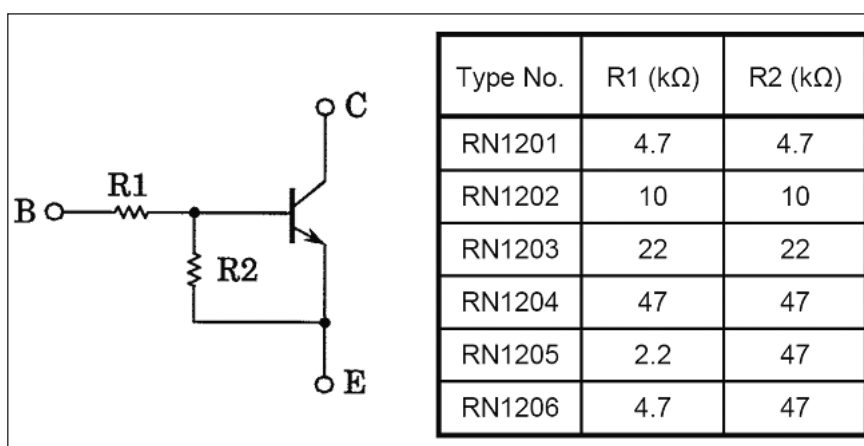 C
R1
B
R2
E
Type No. R1 (kΩ) R2 (kΩ)
RN1201 4.7 4.7
RN1202 10 10
RN1203 22 22
RN1204 47 47
RN1205 2.2 47
RN1206 4.7 47